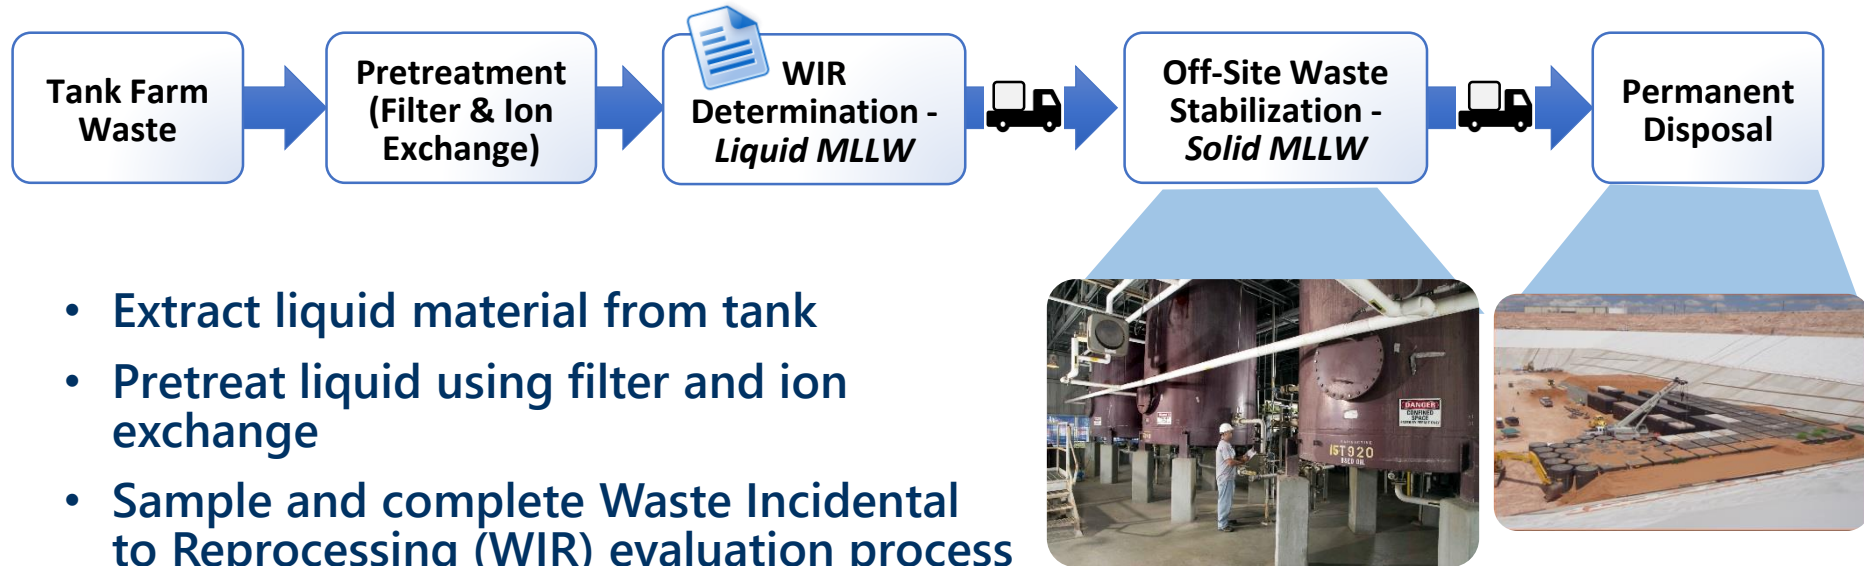 Tank Farm
Waste
Pretreatment
(Filter & Ion
Exchange)
WIR
Determination -
Liquid MLLW
Off-Site Waste
Stabilization -
Solid MLLW
Permanent
Disposal
• Extract liquid material from tank
• Pretreat liquid using filter and ion
exchange
• Sample and complete Waste Incidental
to Reprocessing (WIR) evaluation process
DANGER
CONFINED
SPACE
15T920